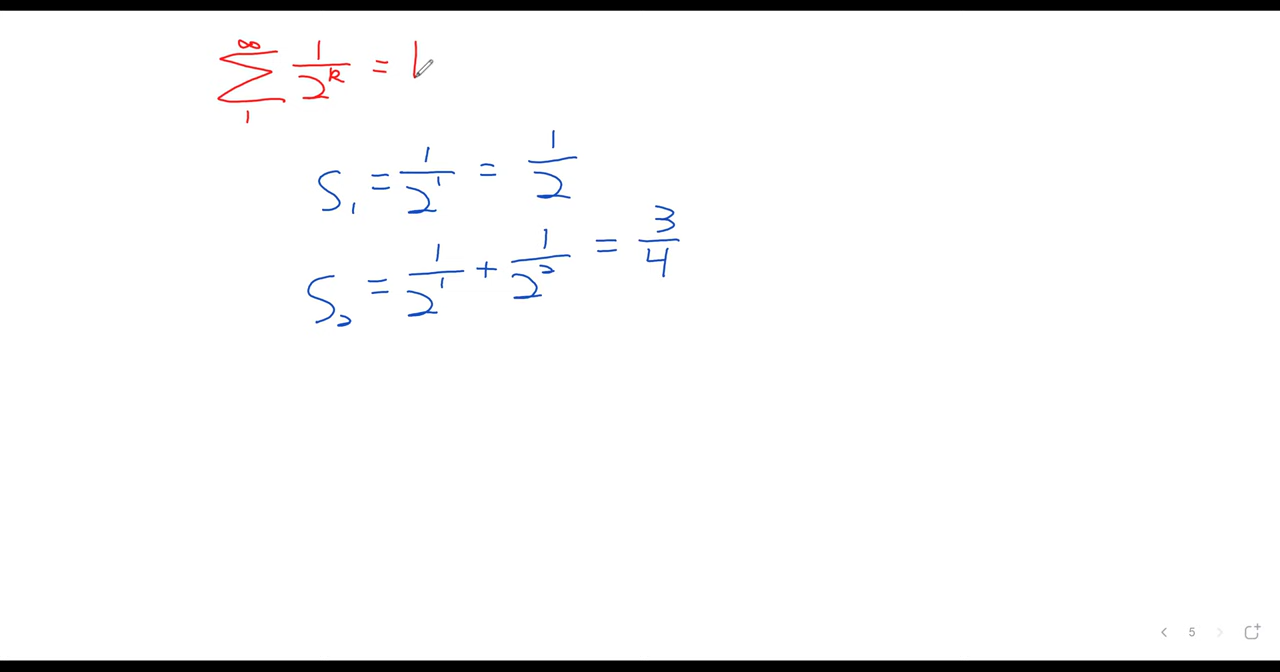 ∞
∑ 1/2^k = 1
1
S₁ = 1/2¹ = 1/2
S₂ = 1/2¹ + 1/2² = 3/4
5